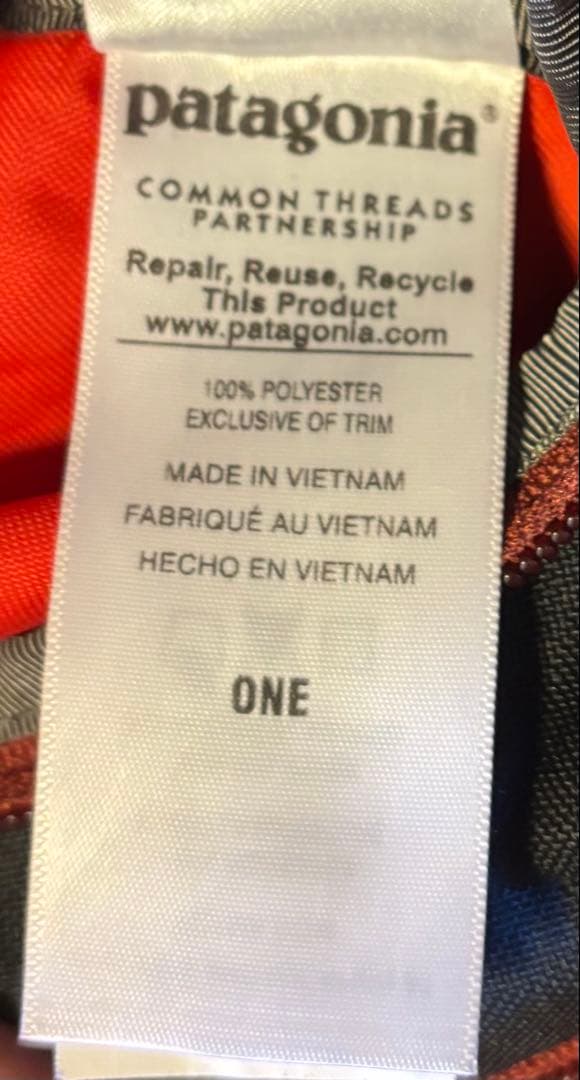 patagonia®
COMMON THREADS
PARTNERSHIP
Repair, Reuse, Recycle
This Product
www.patagonia.com
100% POLYESTER
EXCLUSIVE OF TRIM
MADE IN VIETNAM
FABRIQUÉ AU VIETNAM
HECHO EN VIETNAM
ONE